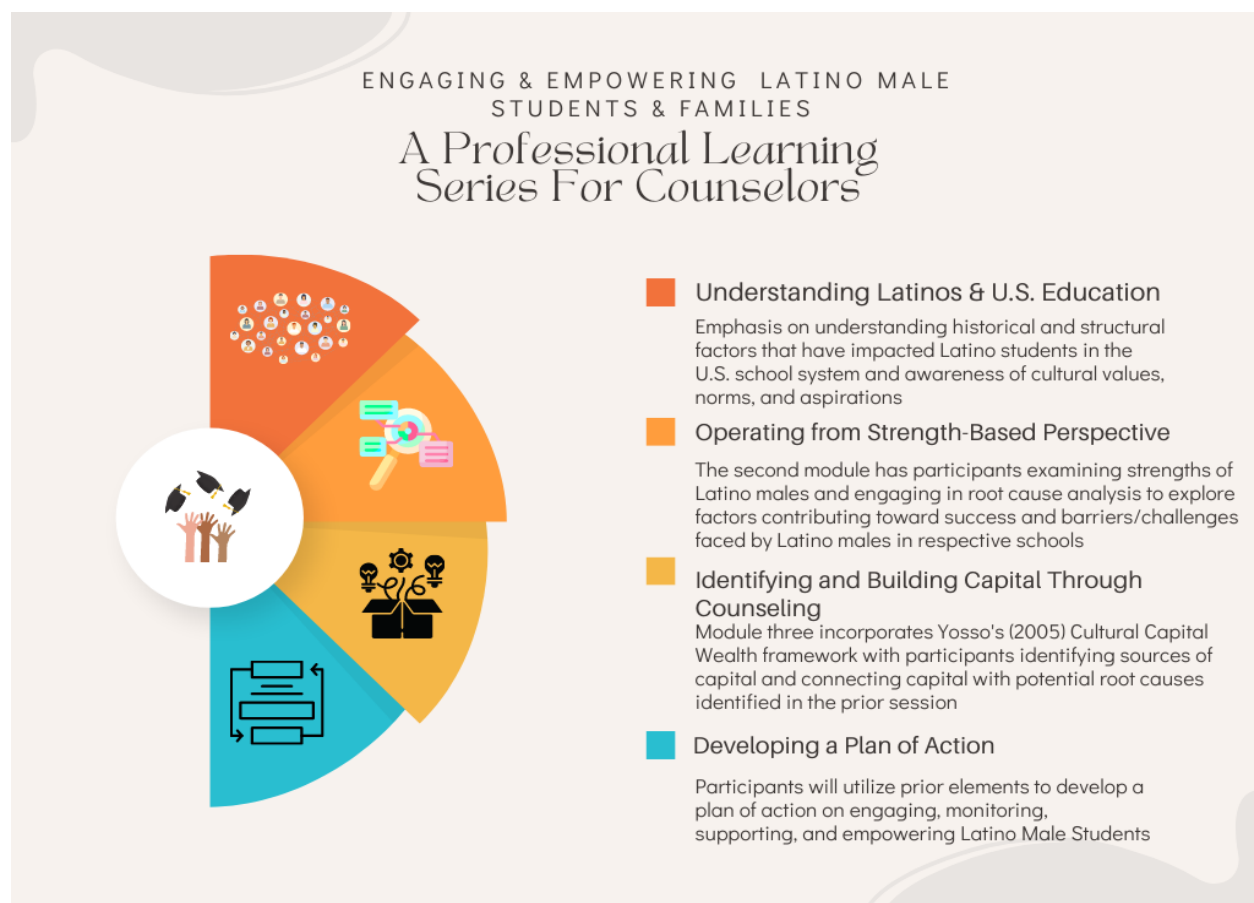 ENGAGING & EMPOWERING LATINO MALE
STUDENTS & FAMILIES
A Professional Learning
Series For Counselors
Understanding Latinos & U.S. Education
Emphasis on understanding historical and structural
factors that have impacted Latino students in the
U.S. school system and awareness of cultural values,
norms, and aspirations
Operating from Strength-Based Perspective
The second module has participants examining strengths of
Latino males and engaging in root cause analysis to explore
factors contributing toward success and barriers/challenges
faced by Latino males in respective schools
Identifying and Building Capital Through
Counseling
Module three incorporates Yosso's (2005) Cultural Capital
Wealth framework with participants identifying sources of
capital and connecting capital with potential root causes
identified in the prior session
Developing a Plan of Action
Participants will utilize prior elements to develop a
plan of action on engaging, monitoring,
supporting, and empowering Latino Male Students